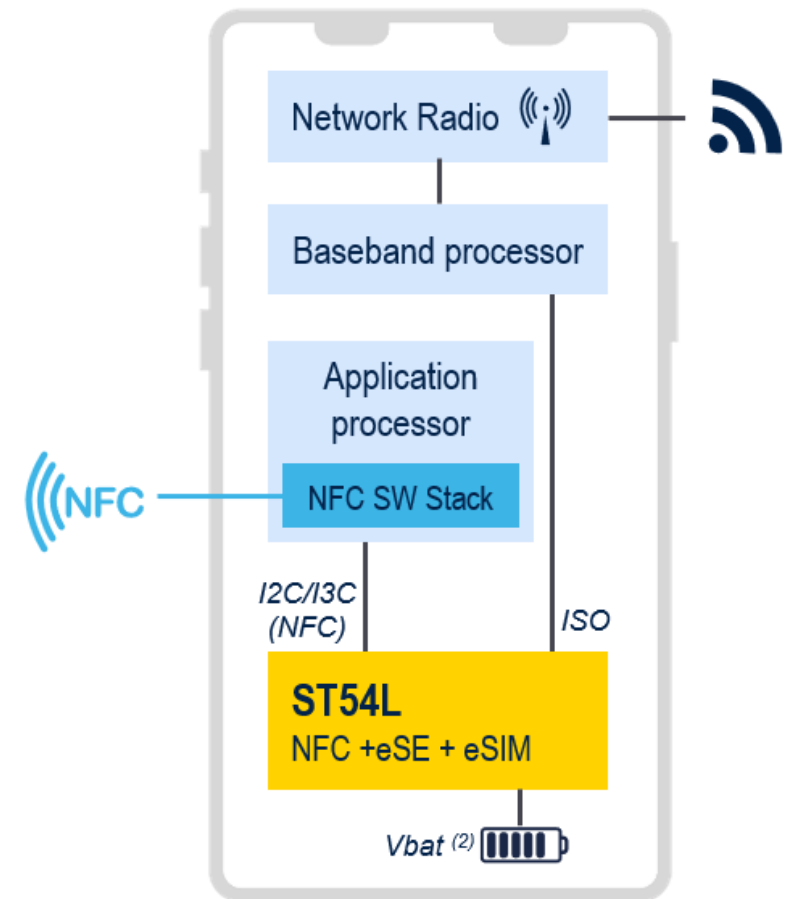 Network Radio
Baseband processor
Application
processor
NFC
NFC SW Stack
I2C/I3C
(NFC)
ISO
ST54L
NFC +eSE + eSIM
Vbat (2)